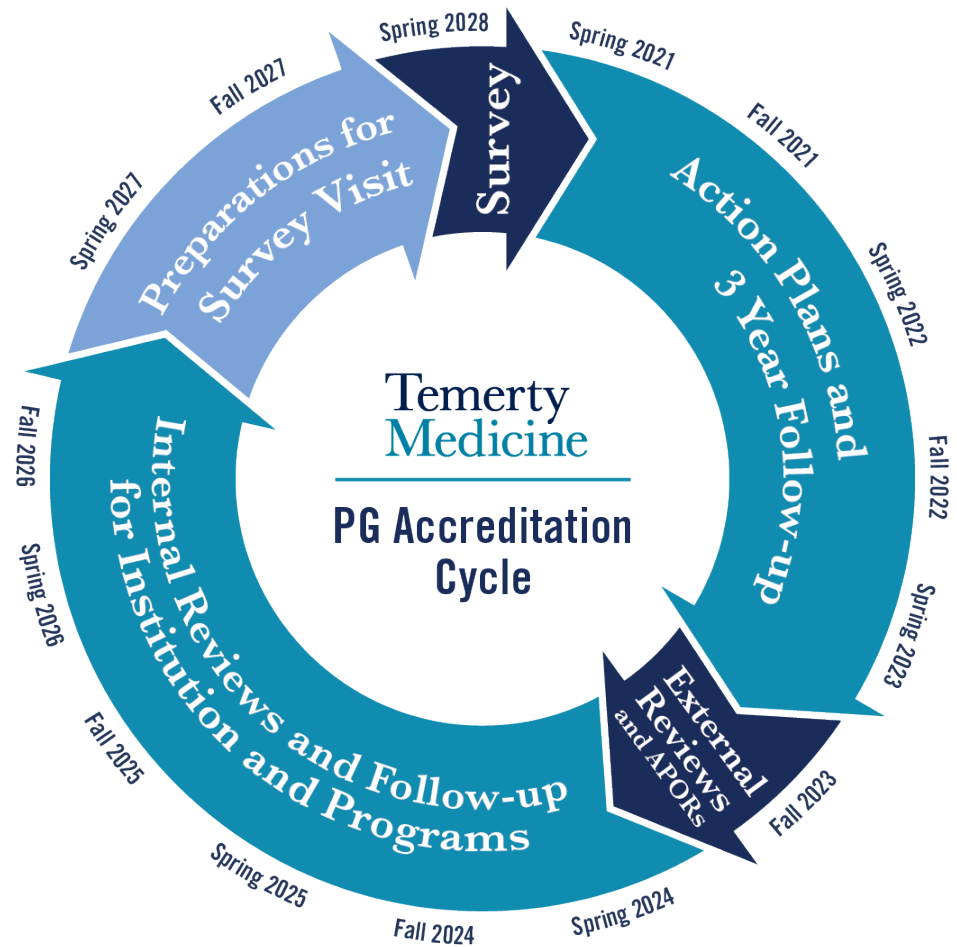 Spring 2028
Survey
Spring 2021
Fall 2021
Spring 2022
Fall 2022
Spring 2023
Action Plans and
3 Year Follow-up
Fall 2023
External
Reviews
and APORs
Spring 2024
Fall 2024
Spring 2025
Fall 2025
Spring 2026
Fall 2026
Internal Reviews and Follow-up
for Institution and Programs
Spring 2027
Fall 2027
Preparations for
Survey Visit
Temerty
Medicine
PG Accreditation
Cycle